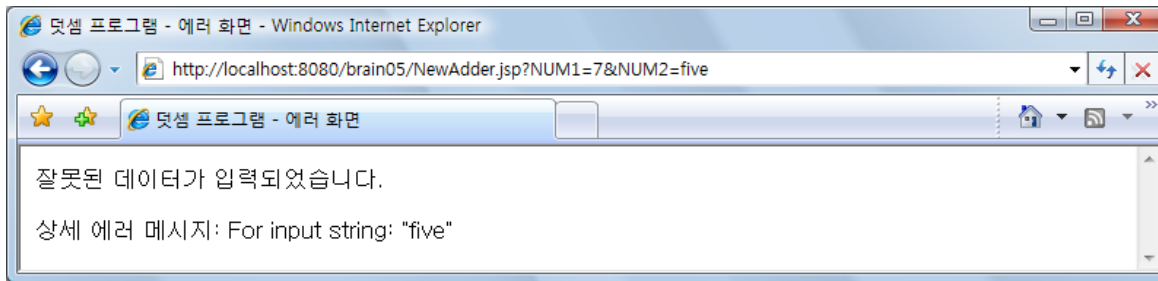 덧셈 프로그램 - 에러 화면 - Windows Internet Explorer
http://localhost:8080/brain05/NewAdder.jsp?NUM1=7&NUM2=five
덧셈 프로그램 - 에러 화면
잘못된 데이터가 입력되었습니다.
상세 에러 메시지: For input string: "five"